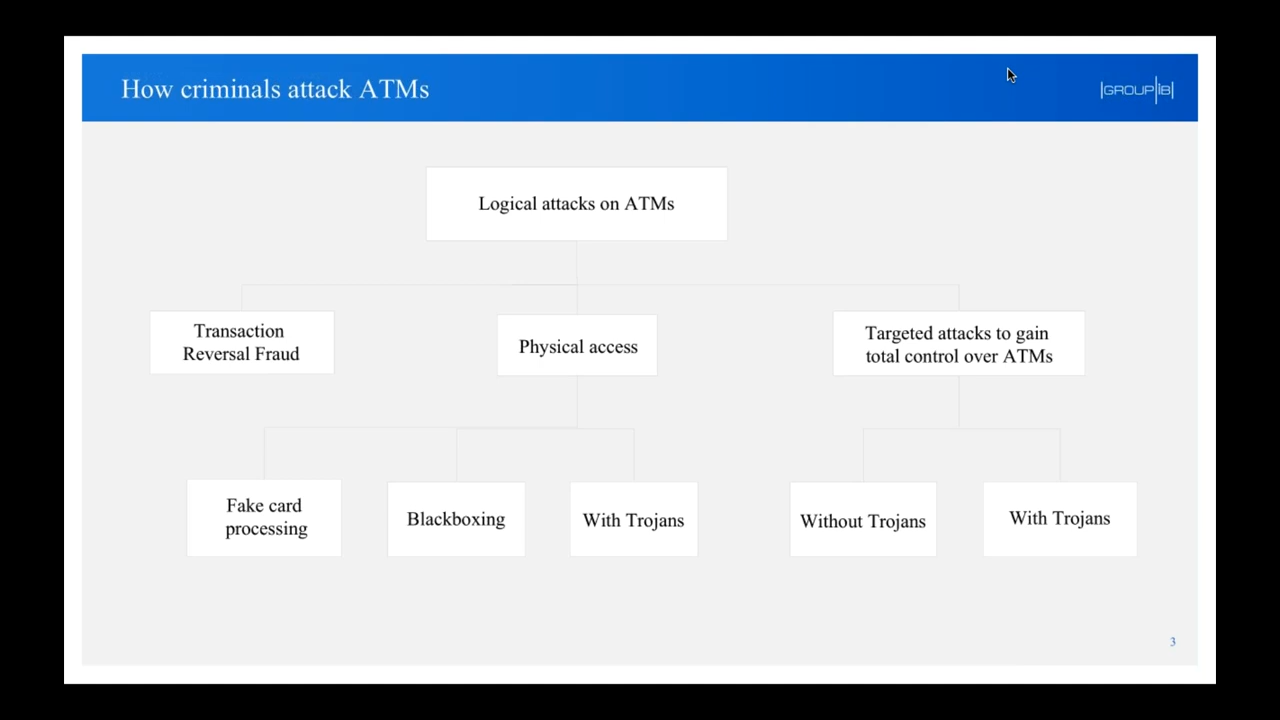 How criminals attack ATMs
|GROUP|iB|
Logical attacks on ATMs
Transaction
Reversal Fraud
Physical access
Targeted attacks to gain
total control over ATMs
Fake card
processing
Blackboxing
With Trojans
Without Trojans
With Trojans
3